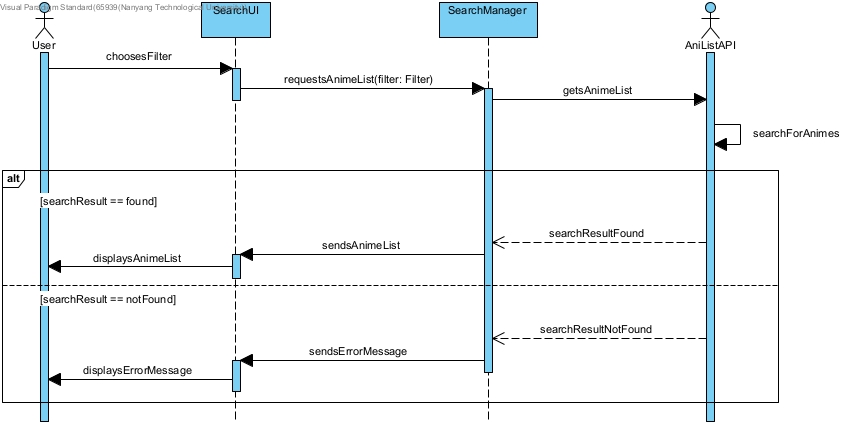 Visual Paradigm Standard(65939(Nanyang Technological
SearchUI
SearchManager
User
AniListAPI
choosesFilter
requestsAnimeList(filter: Filter)
getsAnimeList
searchForAnimes
alt
[searchResult == found]
searchResultFound
sendsAnimeList
displaysAnimeList
[searchResult == notFound]
searchResultNotFound
sendsErrorMessage
displaysErrorMessage